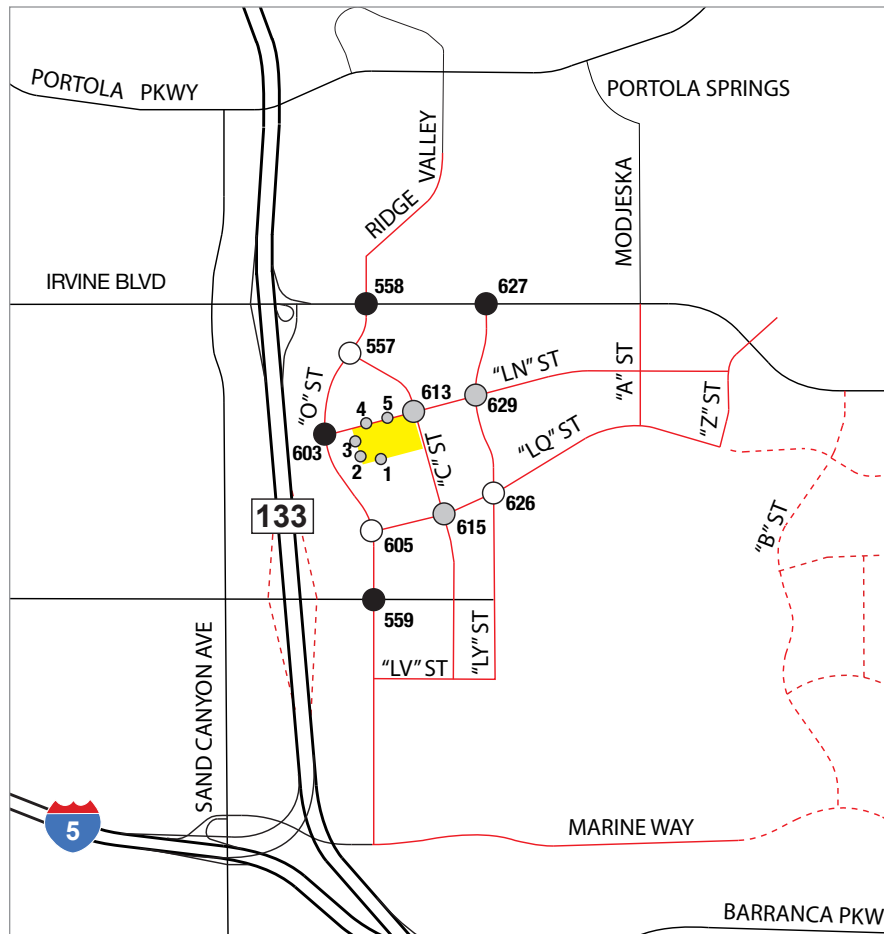 PORTOLA PKWY
PORTOLA SPRINGS
RIDGE VALLEY
MODJESKA
IRVINE BLVD
558
627
557
"O" ST
613
"LN" ST
"A" ST
629
4
5
603
3
2
1
"C" ST
"LQ" ST
"Z" ST
133
626
615
605
"B" ST
559
SAND CANYON AVE
"LV" ST
"LY" ST
5
MARINE WAY
BARRANCA PKW